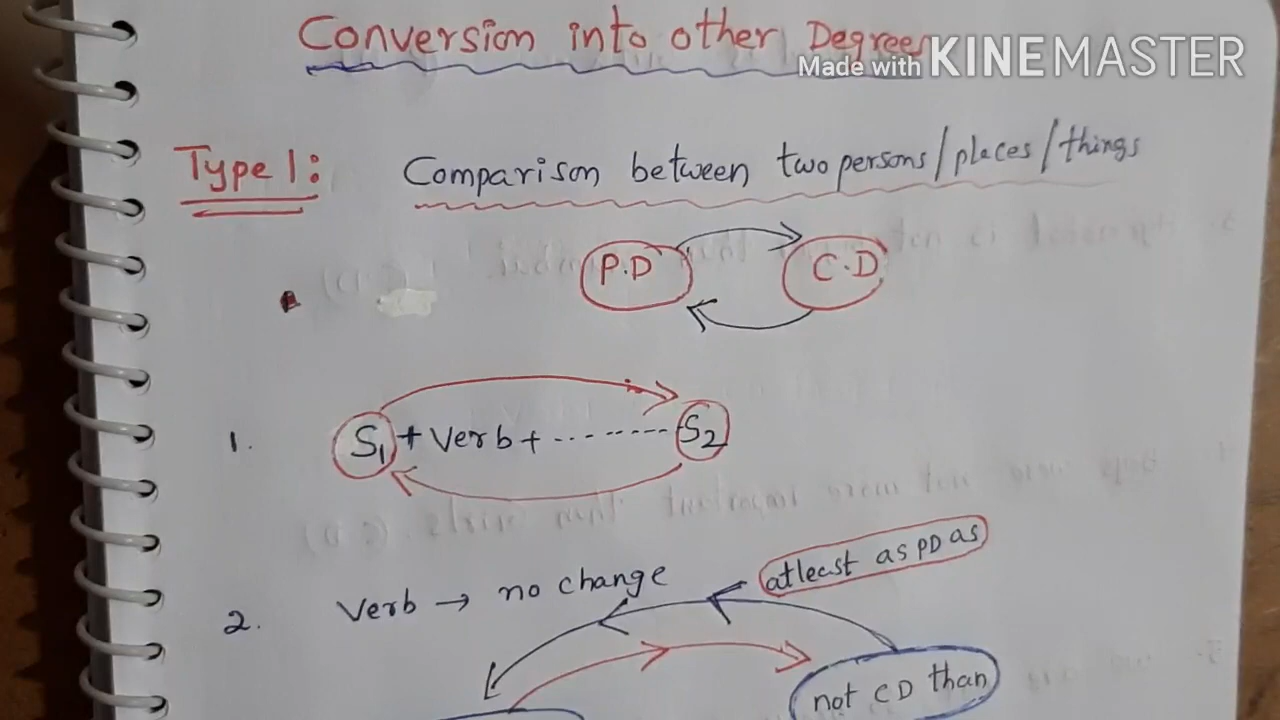 Conversion into other Degrees
Made with KINEMASTER
Type 1: Comparison between two persons/places/things
P.D C.D
1. S1 + Verb + -------- S2
atleast as PD as
2. Verb → no change
not CD than